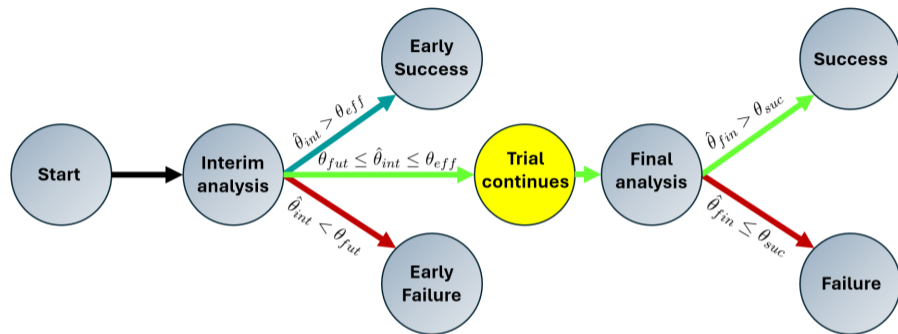 Start
Interim
analysis
Early
Success
θ̂_int > θ_eff
θ_fut ≤ θ̂_int ≤ θ_eff
θ̂_int < θ_fut
Early
Failure
Trial
continues
Final
analysis
θ̂_fin > θ_suc
θ̂_fin ≤ θ_suc
Success
Failure